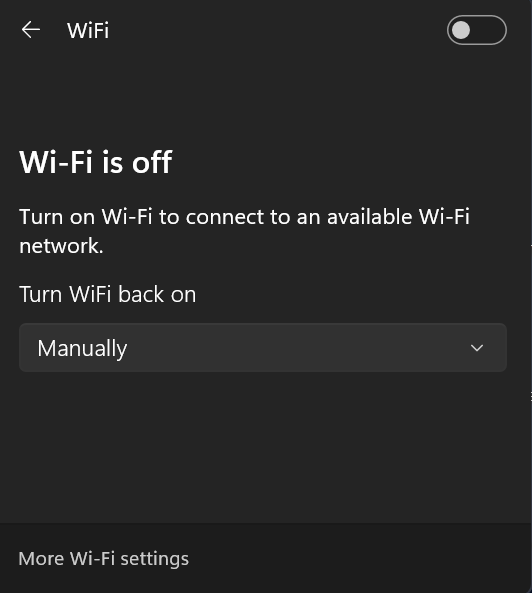 WiFi
Wi-Fi is off
Turn on Wi-Fi to connect to an available Wi-Fi
network.
Turn WiFi back on
Manually
More Wi-Fi settings